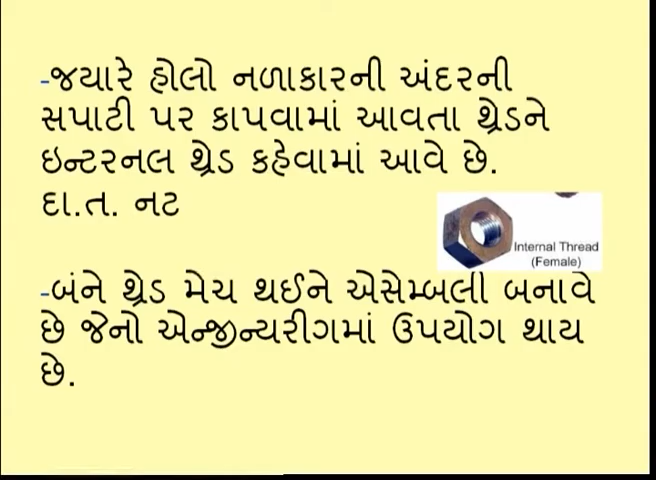 -જ્યારે હોલો નળાકારની અંદરની
સપાટી પર કાપવામાં આવતા થ્રેડને
ઇન્ટરનલ થ્રેડ કહેવામાં આવે છે.
દા.ત. નટ
Internal Thread
(Female)
-બંને થ્રેડ મેચ થઈને એસેમ્બલી બનાવે
છે જેનો એન્જીન્યરીગમાં ઉપયોગ થાય
છે.